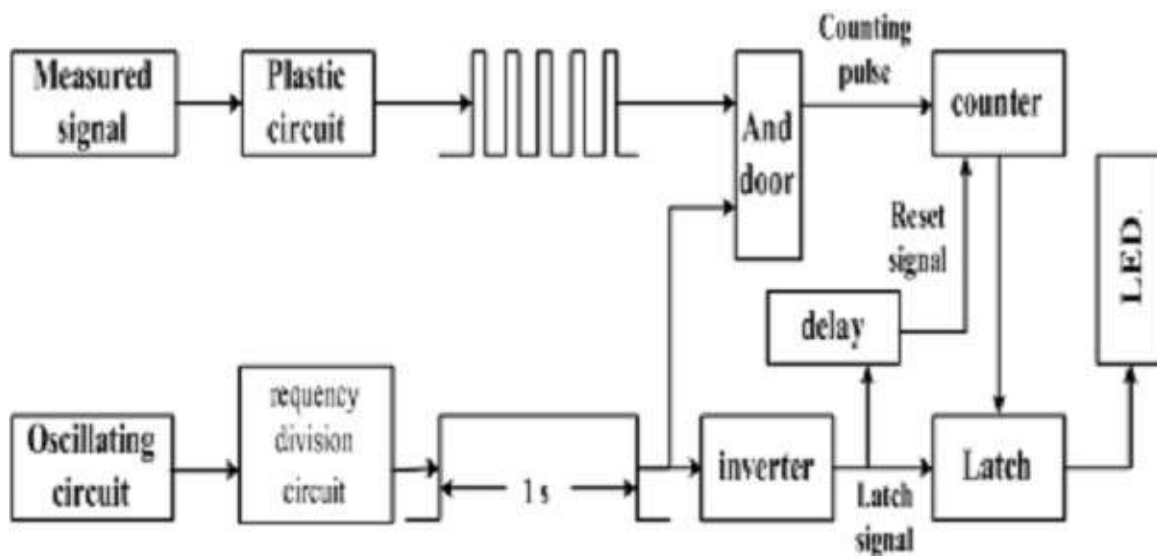 Measured
signal
Plastic
circuit
And
door
Counting
pulse
counter
Reset
signal
LED
delay
Oscillating
circuit
requency
division
circuit
1 s
inverter
Latch
signal
Latch